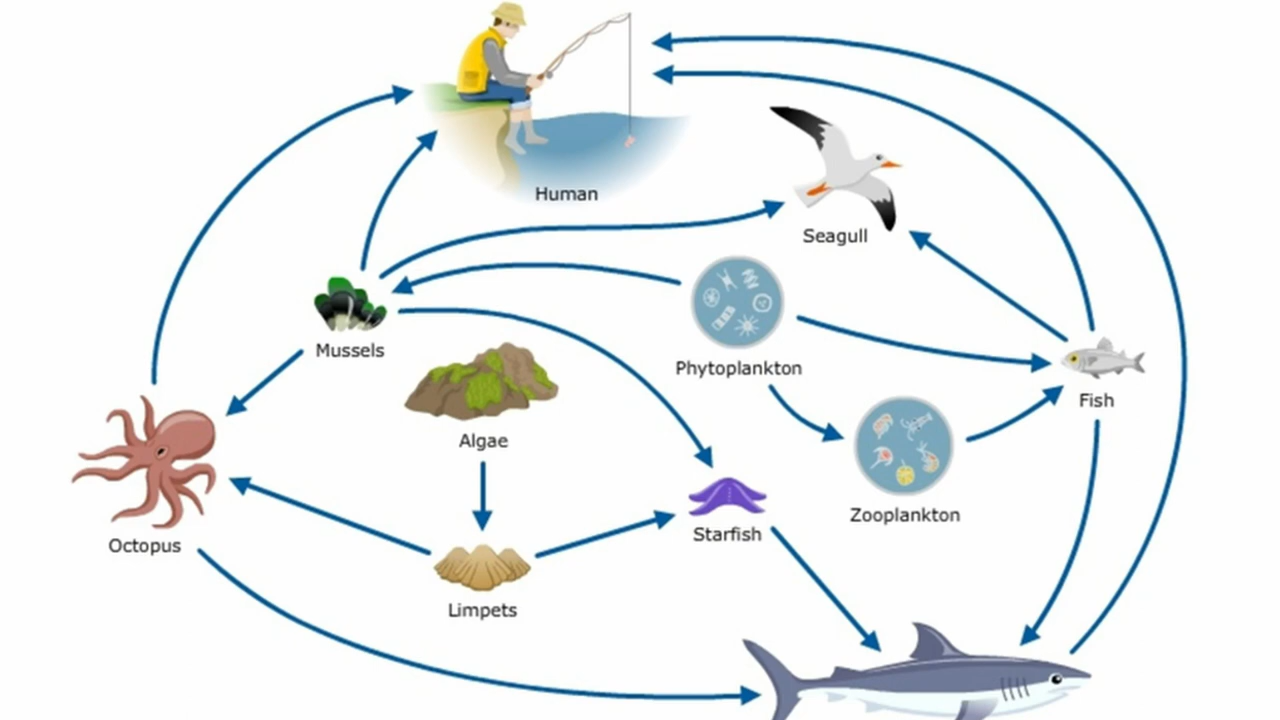 Human
Seagull
Mussels
Phytoplankton
Fish
Algae
Zooplankton
Starfish
Octopus
Limpets